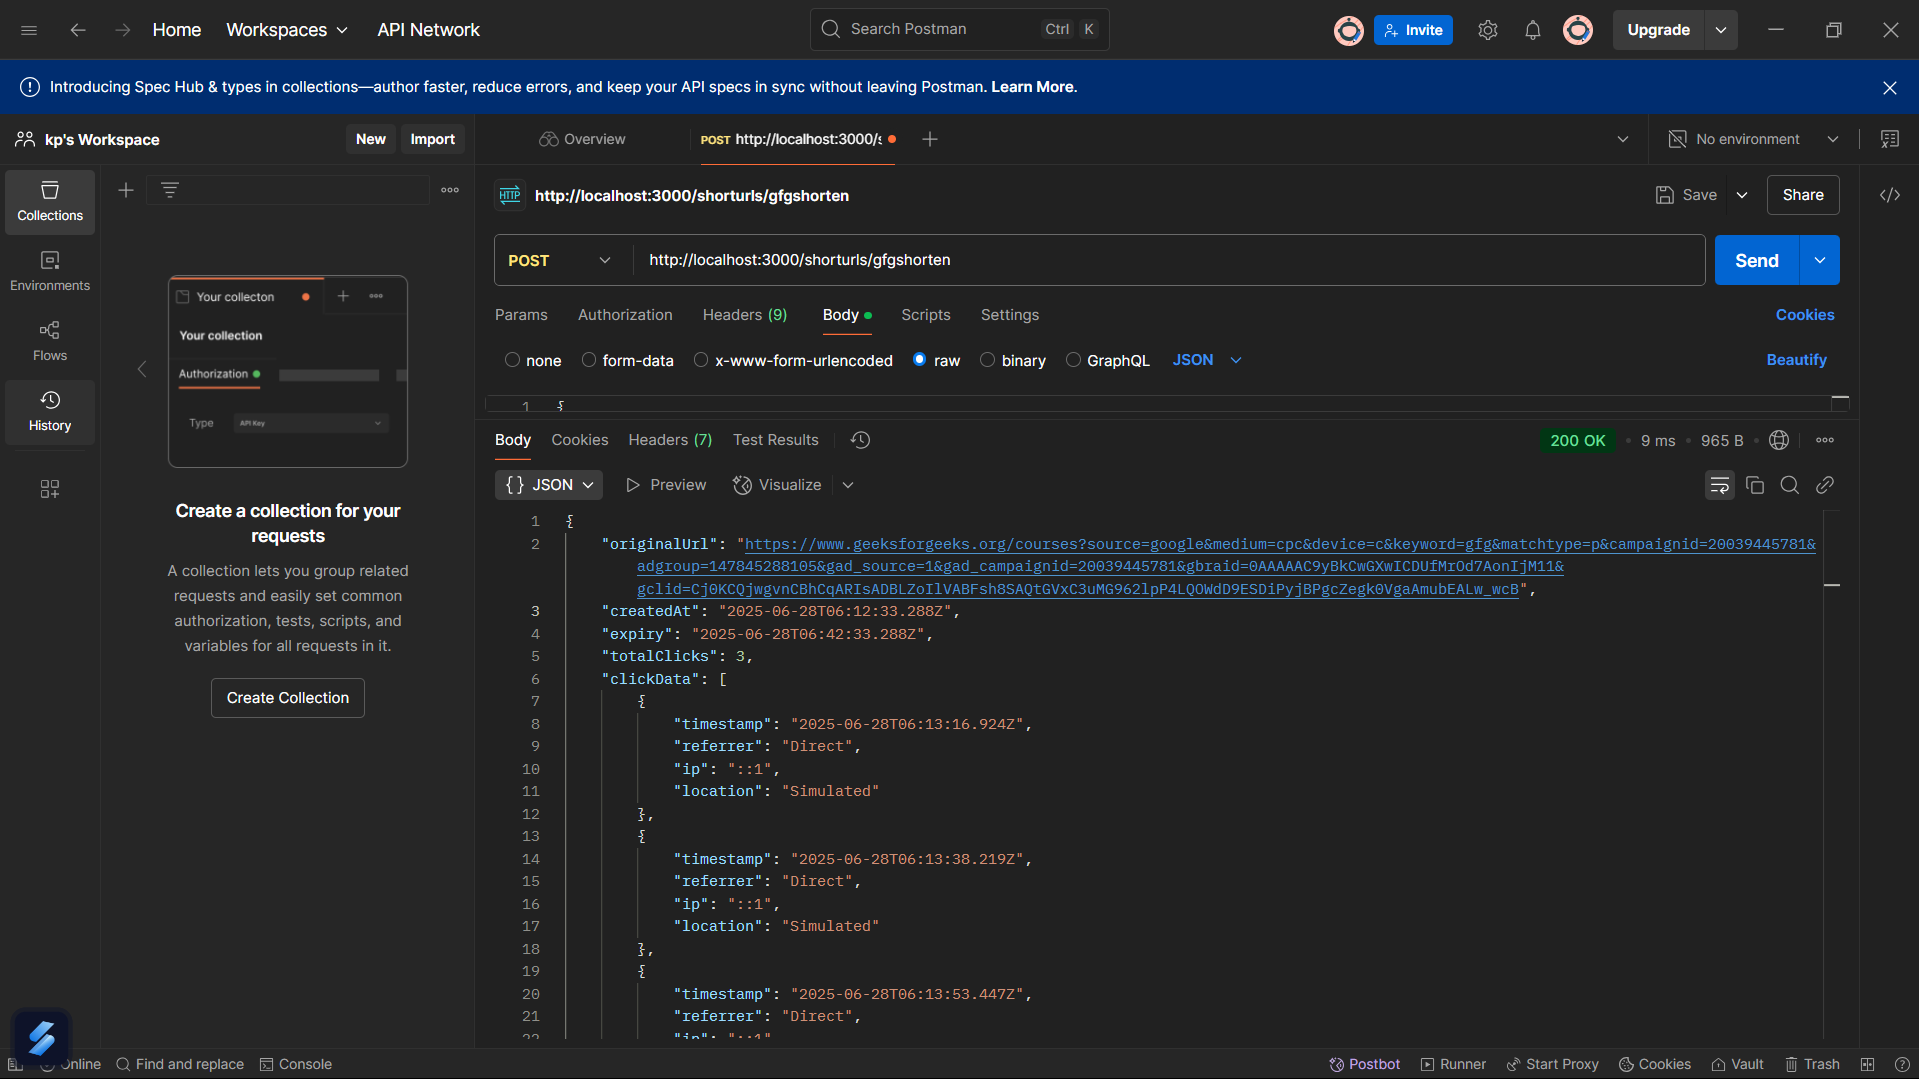 Home Workspaces API Network Search Postman Ctrl K Invite Upgrade
Introducing Spec Hub & types in collections—author faster, reduce errors, and keep your API specs in sync without leaving Postman. Learn More.
kp's Workspace New Import Overview POST http://localhost:3000/s No environment
HTTP http://localhost:3000/shorturls/gfgshorten Save Share
Collections
Environments
Flows
History
Your collecton
Your collection
Authorization
Type API Key
Create a collection for your
requests
A collection lets you group related
requests and easily set common
authorization, tests, scripts, and
variables for all requests in it.
Create Collection
POST http://localhost:3000/shorturls/gfgshorten Send
Params Authorization Headers (9) Body Scripts Settings Cookies
none form-data x-www-form-urlencoded raw binary GraphQL JSON Beautify
1 {
Body Cookies Headers (7) Test Results 200 OK 9 ms 965 B
{} JSON Preview Visualize
1 {
2 "originalUrl": "https://www.geeksforgeeks.org/courses?source=google&medium=cpc&device=c&keyword=gfg&matchtype=p&campaignid=20039445781&
adgroup=147845288105&gad_source=1&gad_campaignid=20039445781&gbraid=0AAAAAC9yBkCwGXwICDUfMrOd7AonIjM11&
gclid=Cj0KCQjwgvnCBhCqARIsADBLZoIlVABFsh8SAQtGVxC3uMG962lpP4LQOWdD9ESDiPyjBPgcZegk0VgaAmubEALw_wcB",
3 "createdAt": "2025-06-28T06:12:33.288Z",
4 "expiry": "2025-06-28T06:42:33.288Z",
5 "totalClicks": 3,
6 "clickData": [
7 {
8 "timestamp": "2025-06-28T06:13:16.924Z",
9 "referrer": "Direct",
10 "ip": "::1",
11 "location": "Simulated"
12 },
13 {
14 "timestamp": "2025-06-28T06:13:38.219Z",
15 "referrer": "Direct",
16 "ip": "::1",
17 "location": "Simulated"
18 },
19 {
20 "timestamp": "2025-06-28T06:13:53.447Z",
21 "referrer": "Direct",
22 "ip": "::1"
Online Find and replace Console Postbot Runner Start Proxy Cookies Vault Trash